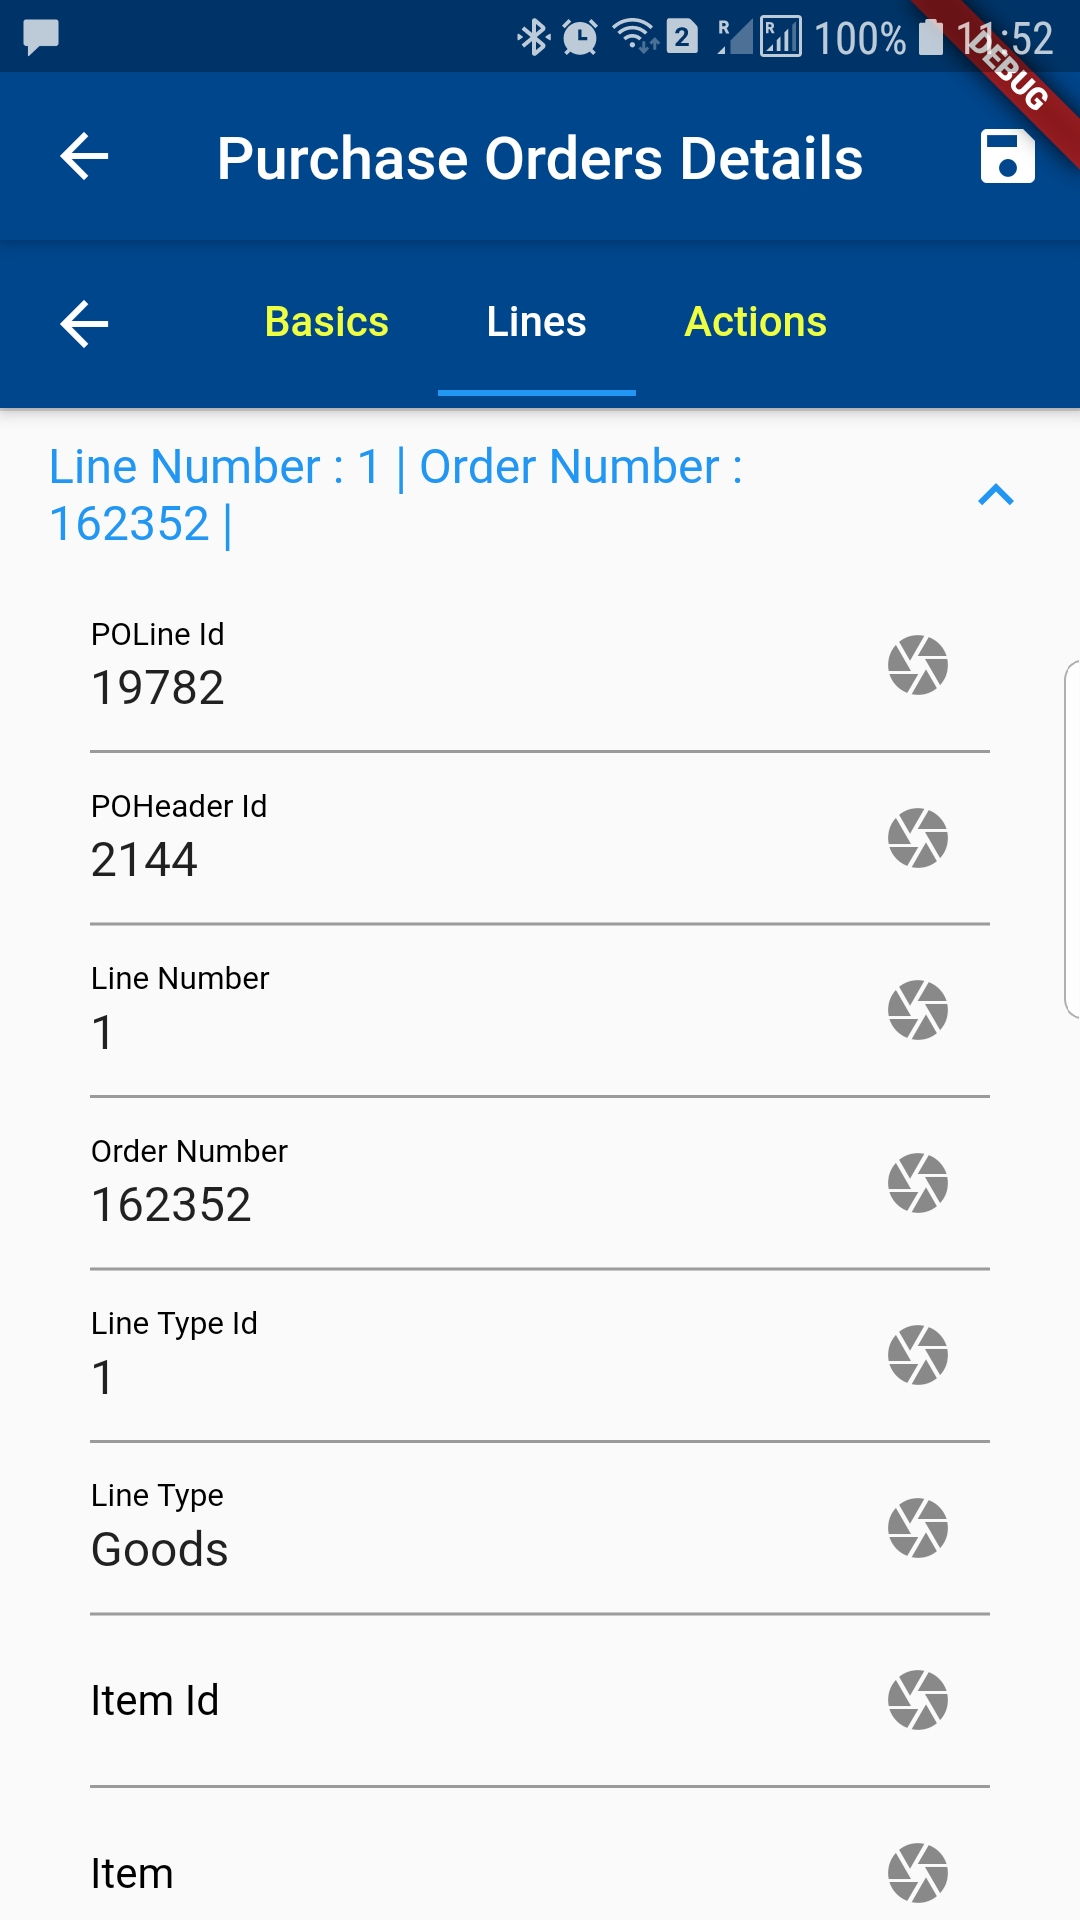 2 R R 100% 11:52
DEBUG
Purchase Orders Details
Basics Lines Actions
Line Number : 1 | Order Number :
162352 |
POLine Id
19782
POHeader Id
2144
Line Number
1
Order Number
162352
Line Type Id
1
Line Type
Goods
Item Id
Item